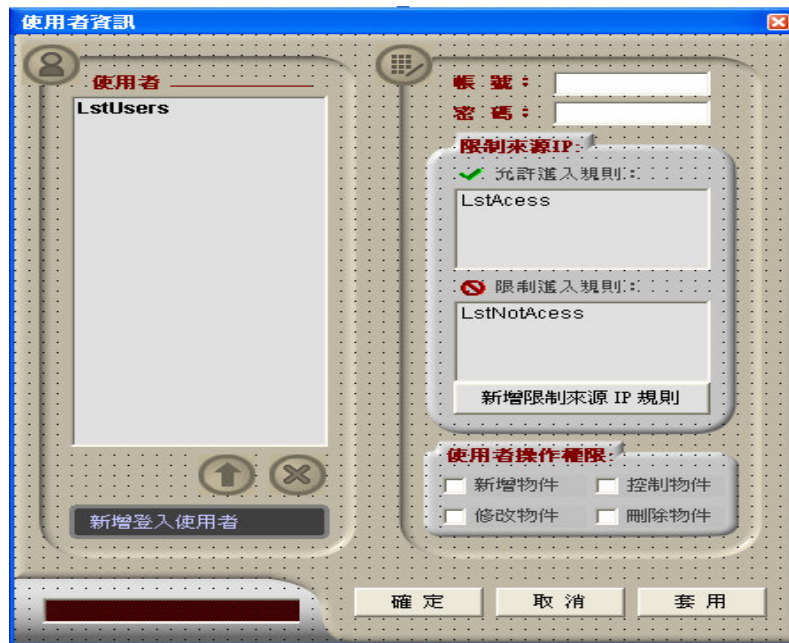 使用者資訊
使用者
LstUsers
新增登入使用者
帳 號：
密 碼：
限制來源IP:
允許進入規則：
LstAcess
限制進入規則：
LstNotAcess
新增限制來源 IP 規則
使用者操作權限:
新增物件 控制物件
修改物件 刪除物件
確 定 取 消 套 用